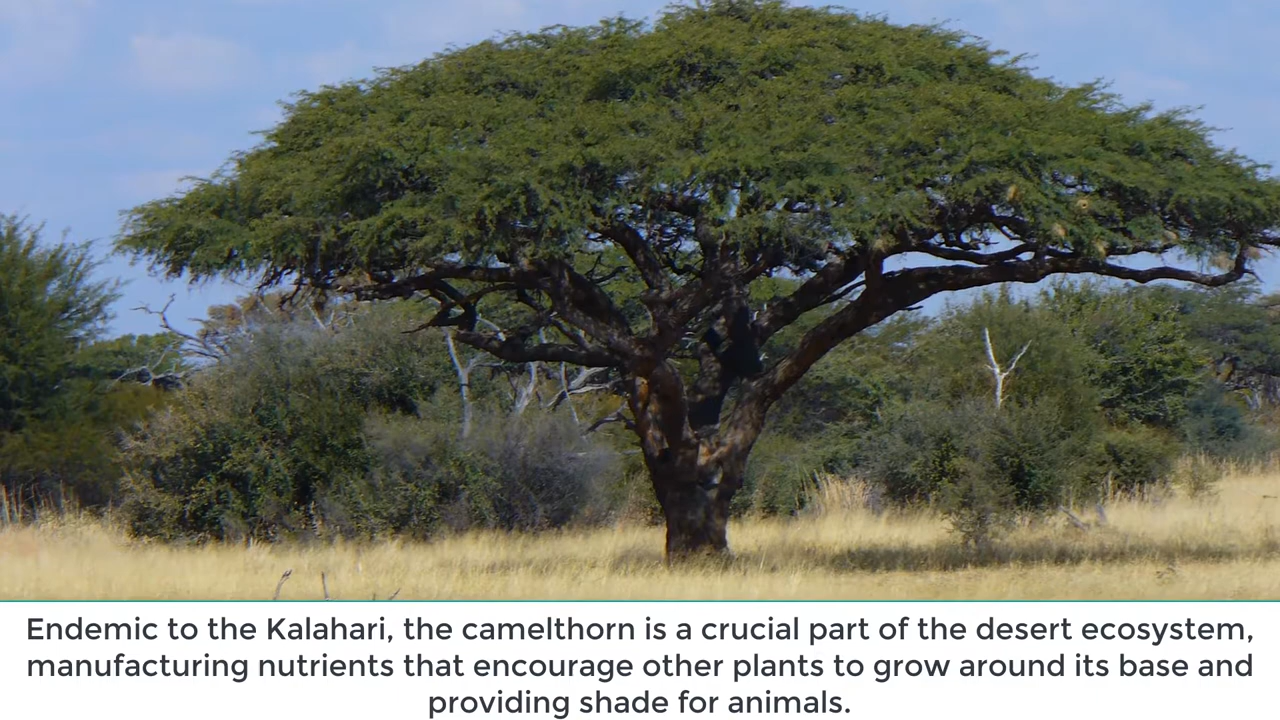 Endemic to the Kalahari, the camelthorn is a crucial part of the desert ecosystem,
manufacturing nutrients that encourage other plants to grow around its base and
providing shade for animals.